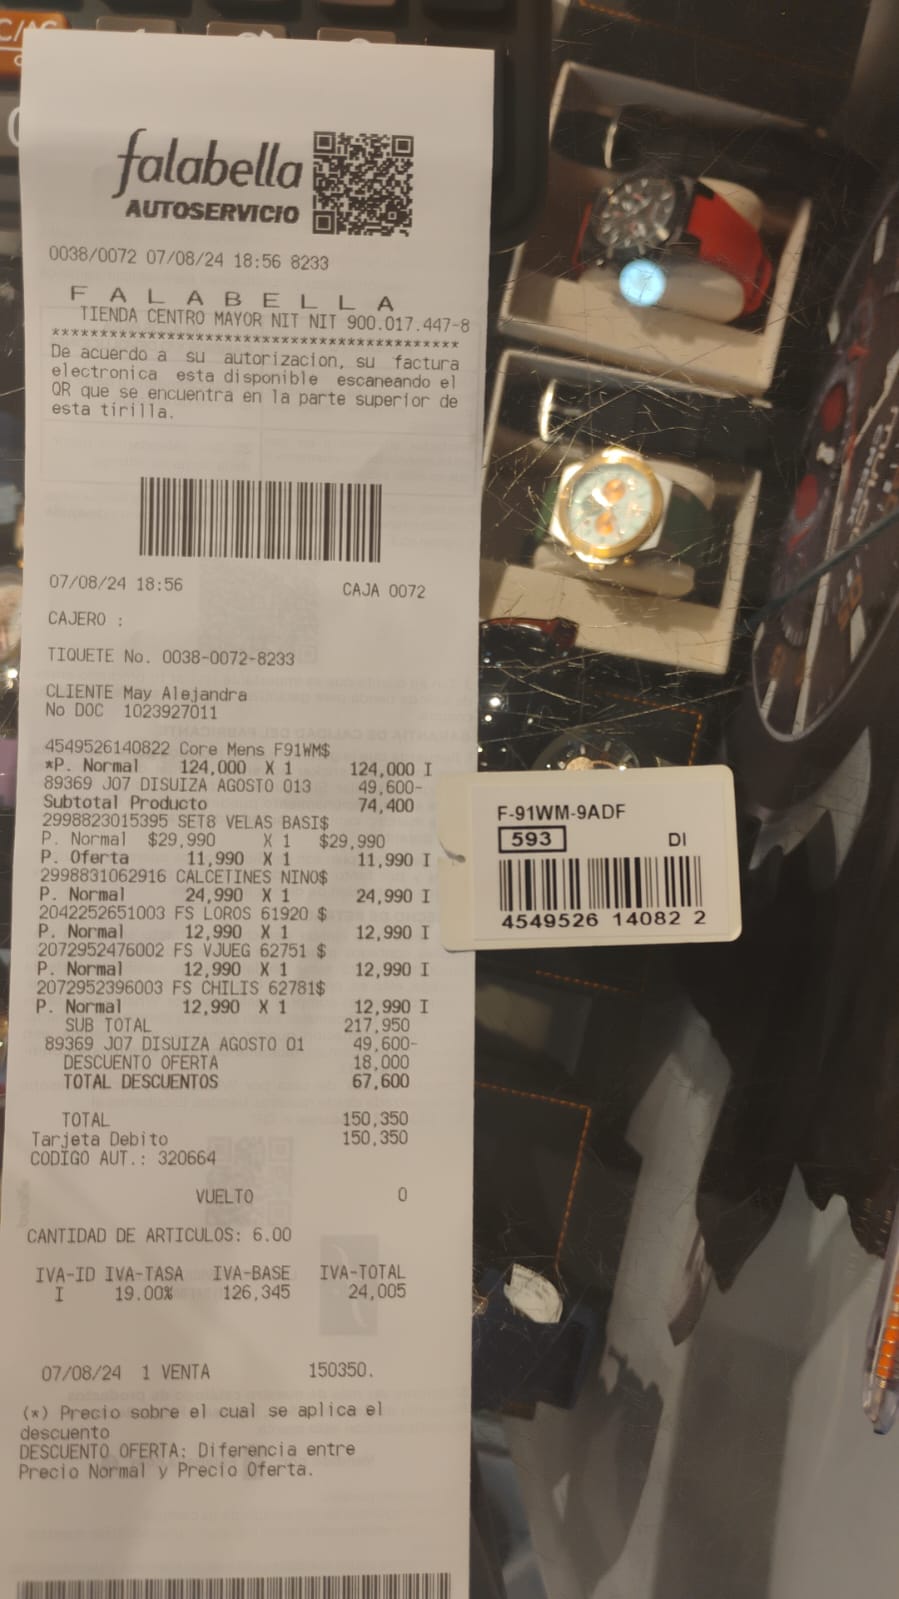 falabella
AUTOSERVICIO
0038/0072 07/08/24 18:56 8233
F A L A B E L L A
TIENDA CENTRO MAYOR NIT NIT 900.017.447-8
******************************************
De acuerdo a su autorizacion, su factura
electronica esta disponible escaneando el
QR que se encuentra en la parte superior de
esta tirilla.
07/08/24 18:56 CAJA 0072
CAJERO :
TIQUETE No. 0038-0072-8233
CLIENTE May Alejandra
No DOC 1023927011
4549526140822 Core Mens F91WM$
*P. Normal 124,000 X 1 124,000 I
89369 J07 DISUIZA AGOSTO 013 49,600-
Subtotal Producto 74,400
2998823015395 SET8 VELAS BASI$
P. Normal $29,990 X 1 $29,990
P. Oferta 11,990 X 1 11,990 I
2998831062916 CALCETINES NINO$
P. Normal 24,990 X 1 24,990 I
2042252651003 FS LOROS 61920 $
P. Normal 12,990 X 1 12,990 I
2072952476002 FS VJUEG 62751 $
P. Normal 12,990 X 1 12,990 I
2072952396003 FS CHILIS 62781$
P. Normal 12,990 X 1 12,990 I
SUB TOTAL 217,950
89369 J07 DISUIZA AGOSTO 01 49,600-
DESCUENTO OFERTA 18,000
TOTAL DESCUENTOS 67,600
TOTAL 150,350
Tarjeta Debito 150,350
CODIGO AUT.: 320664
VUELTO 0
CANTIDAD DE ARTICULOS: 6.00
IVA-ID IVA-TASA IVA-BASE IVA-TOTAL
I 19.00% 126,345 24,005
07/08/24 1 VENTA 150350.
(*) Precio sobre el cual se aplica el
descuento
DESCUENTO OFERTA: Diferencia entre
Precio Normal y Precio Oferta.
F-91WM-9ADF
593 DI
4549526 14082 2